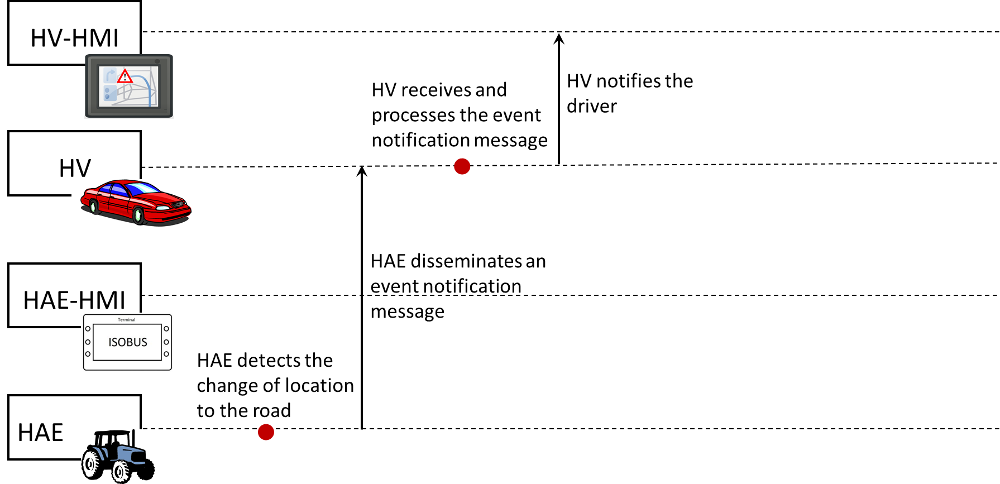 HV-HMI
HV receives and
processes the event
notification message
HV notifies the
driver
HV
HAE disseminates an
event notification
message
HAE-HMI
Terminal
ISOBUS
HAE detects the
change of location
to the road
HAE